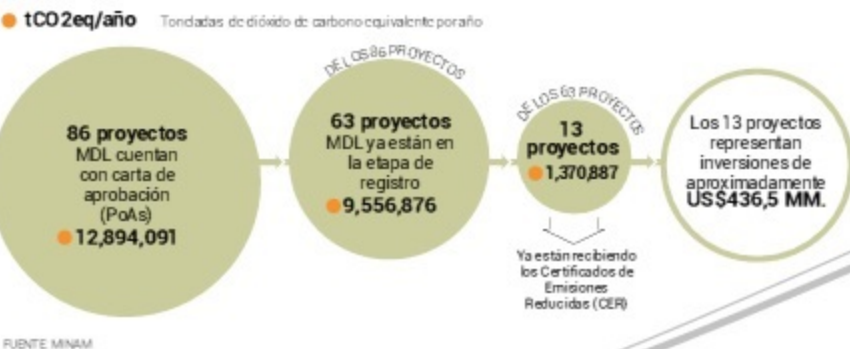 tCO2eq/año Toneladas de dióxido de carbono equivalente por año
86 proyectos
MDL cuentan
con carta de
aprobación
(PoAs)
12,894,091
DE LOS 86 PROYECTOS
63 proyectos
MDL ya están en
la etapa de
registro
9,556,876
DE LOS 63 PROYECTOS
13
proyectos
1,370,887
Ya están recibiendo
los Certificados de
Emisiones
Reducidas (CER)
Los 13 proyectos
representan
inversiones de
aproximadamente
US$436,5 MM.
FUENTE MINAM